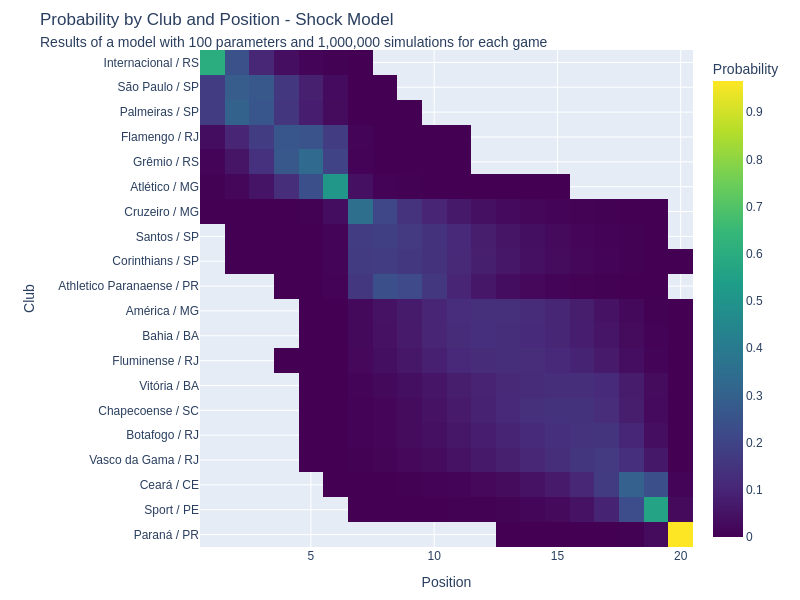 Probability by Club and Position - Shock Model
Results of a model with 100 parameters and 1,000,000 simulations for each game
Probability
Internacional / RS
São Paulo / SP
Palmeiras / SP
Flamengo / RJ
Grêmio / RS
Atlético / MG
Cruzeiro / MG
Santos / SP
Corinthians / SP
Athletico Paranaense / PR
América / MG
Bahia / BA
Fluminense / RJ
Vitória / BA
Chapecoense / SC
Botafogo / RJ
Vasco da Gama / RJ
Ceará / CE
Sport / PE
Paraná / PR
Club
5
10
15
20
Position
0.9
0.8
0.7
0.6
0.5
0.4
0.3
0.2
0.1
0